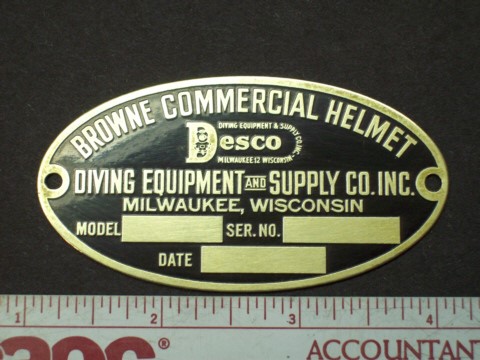 BROWNE COMMERCIAL HELMET
DIVING EQUIPMENT & SUPPLY CO. INC.
Desco
MILWAUKEE 12 WISCONSIN
DIVING EQUIPMENT AND SUPPLY CO. INC.
MILWAUKEE, WISCONSIN
MODEL SER. NO.
DATE
1 2 3 4
ACCOUNTAN